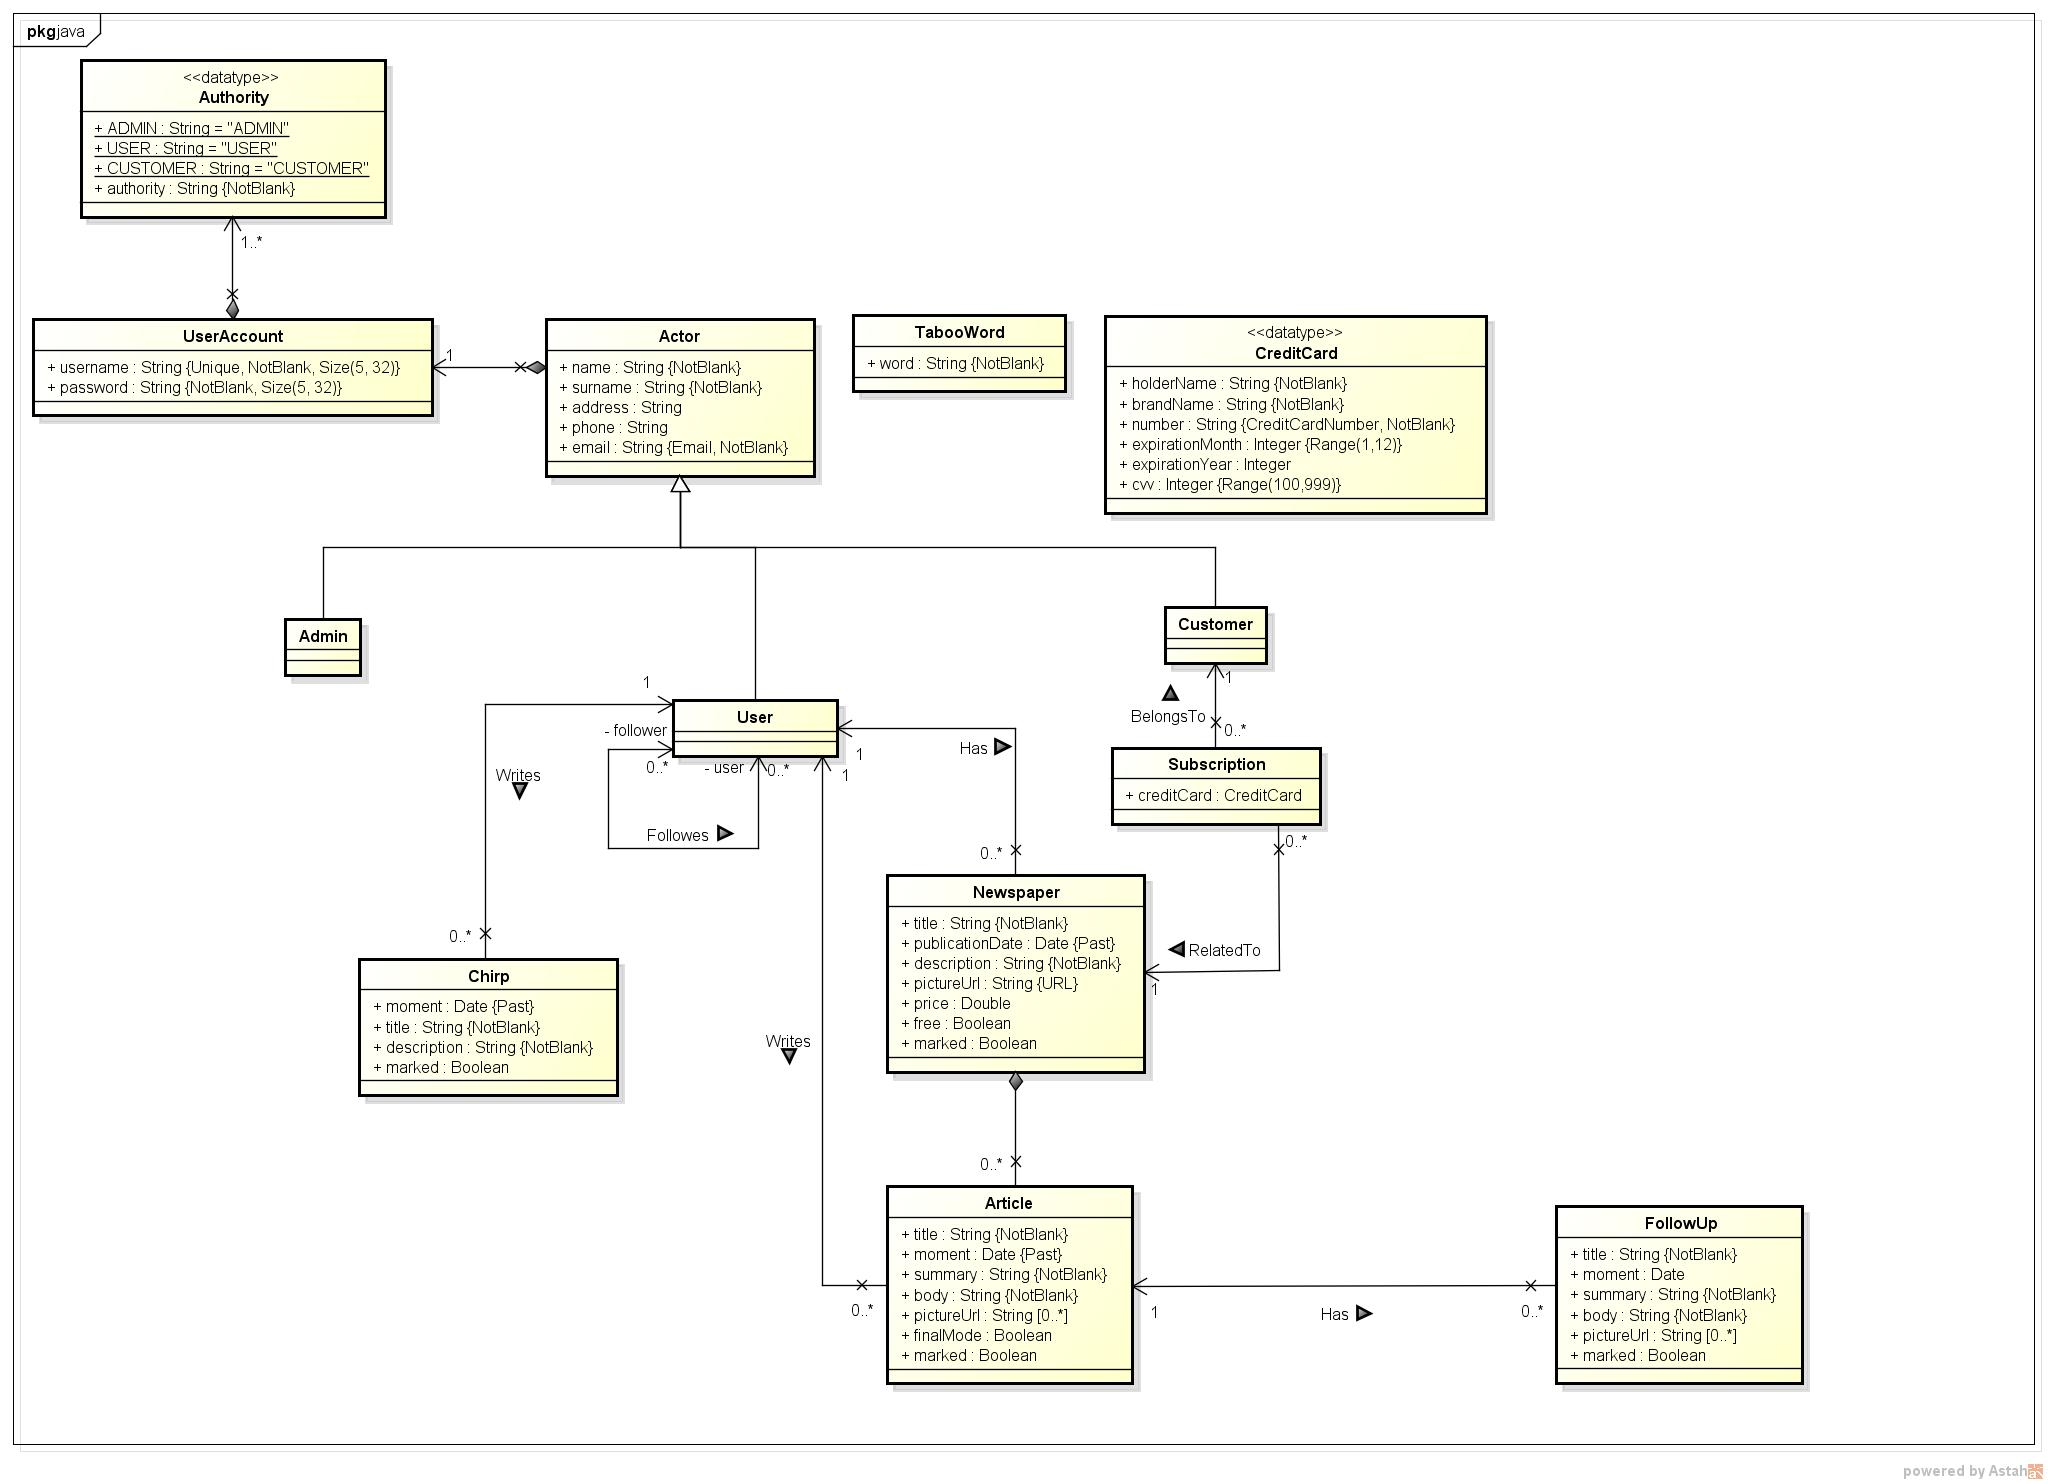 pkg java
<<datatype>>
Authority
+ ADMIN : String = "ADMIN"
+ USER : String = "USER"
+ CUSTOMER : String = "CUSTOMER"
+ authority : String {NotBlank}
1..*
UserAccount
+ username : String {Unique, NotBlank, Size(5, 32)}
+ password : String {NotBlank, Size(5, 32)}
1
Actor
+ name : String {NotBlank}
+ surname : String {NotBlank}
+ address : String
+ phone : String
+ email : String {Email, NotBlank}
TabooWord
+ word : String {NotBlank}
<<datatype>>
CreditCard
+ holderName : String {NotBlank}
+ brandName : String {NotBlank}
+ number : String {CreditCardNumber, NotBlank}
+ expirationMonth : Integer {Range(1,12)}
+ expirationYear : Integer
+ cvv : Integer {Range(100,999)}
Admin
Customer
1
BelongsTo
0..*
1
User
- follower
0..*
- user
0..*
1
1
Has
Writes
Followes
Subscription
+ creditCard : CreditCard
0..*
0..*
Newspaper
+ title : String {NotBlank}
+ publicationDate : Date {Past}
+ description : String {NotBlank}
+ pictureUrl : String {URL}
+ price : Double
+ free : Boolean
+ marked : Boolean
RelatedTo
1
0..*
Chirp
+ moment : Date {Past}
+ title : String {NotBlank}
+ description : String {NotBlank}
+ marked : Boolean
Writes
0..*
Article
+ title : String {NotBlank}
+ moment : Date {Past}
+ summary : String {NotBlank}
+ body : String {NotBlank}
+ pictureUrl : String [0..*]
+ finalMode : Boolean
+ marked : Boolean
0..*
1
Has
0..*
FollowUp
+ title : String {NotBlank}
+ moment : Date
+ summary : String {NotBlank}
+ body : String {NotBlank}
+ pictureUrl : String [0..*]
+ marked : Boolean
powered by Astah